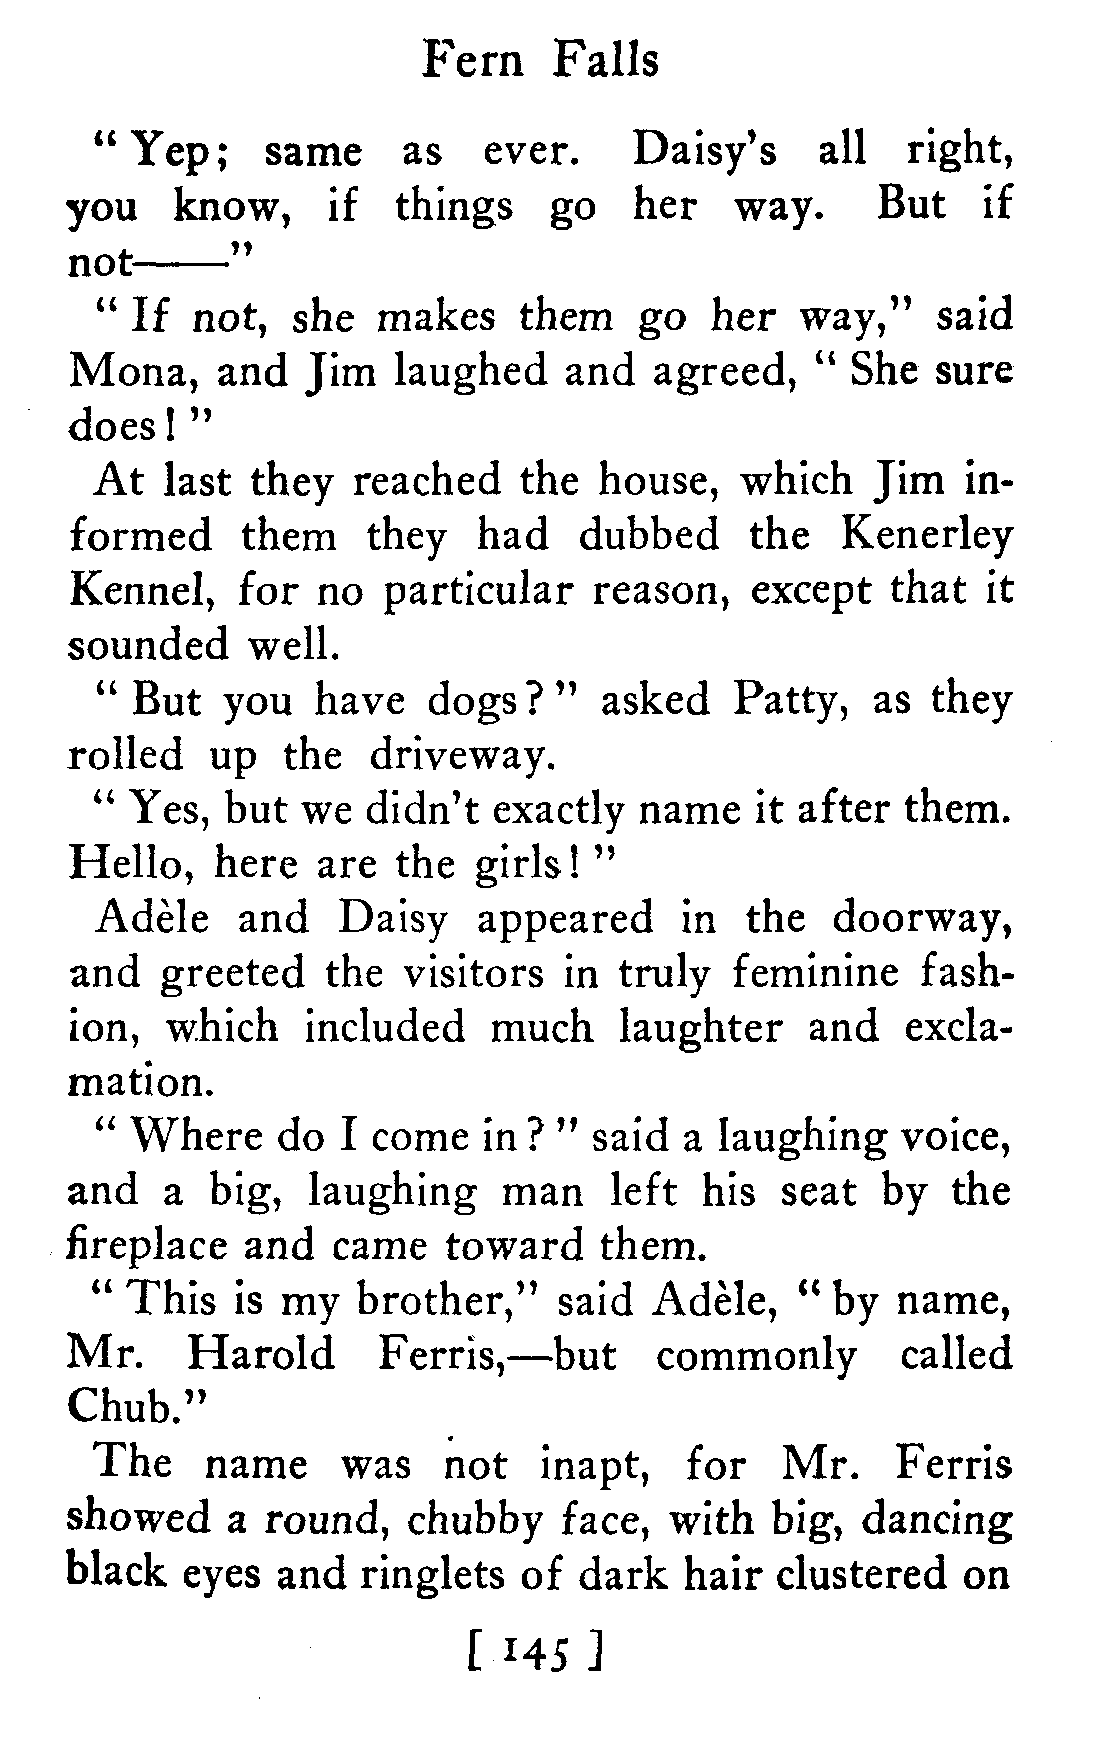 Fern Falls
" Yep; same as ever. Daisy's all right,
you know, if things go her way. But if
not——"
" If not, she makes them go her way," said
Mona, and Jim laughed and agreed, " She sure
does! "
At last they reached the house, which Jim in-
formed them they had dubbed the Kenerley
Kennel, for no particular reason, except that it
sounded well.
" But you have dogs? " asked Patty, as they
rolled up the driveway.
" Yes, but we didn't exactly name it after them.
Hello, here are the girls! "
Adèle and Daisy appeared in the doorway,
and greeted the visitors in truly feminine fash-
ion, which included much laughter and excla-
mation.
" Where do I come in? " said a laughing voice,
and a big, laughing man left his seat by the
fireplace and came toward them.
" This is my brother," said Adèle, " by name,
Mr. Harold Ferris,—but commonly called
Chub."
The name was not inapt, for Mr. Ferris
showed a round, chubby face, with big, dancing
black eyes and ringlets of dark hair clustered on
[ 145 ]